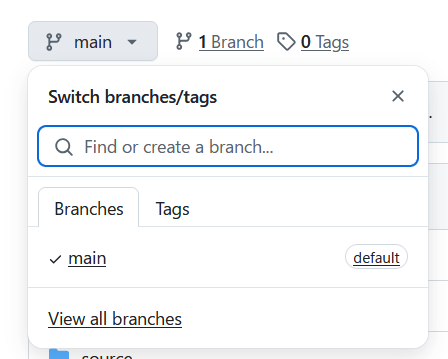 main 1 Branch 0 Tags
Switch branches/tags
Find or create a branch...
Branches Tags
main default
View all branches
source